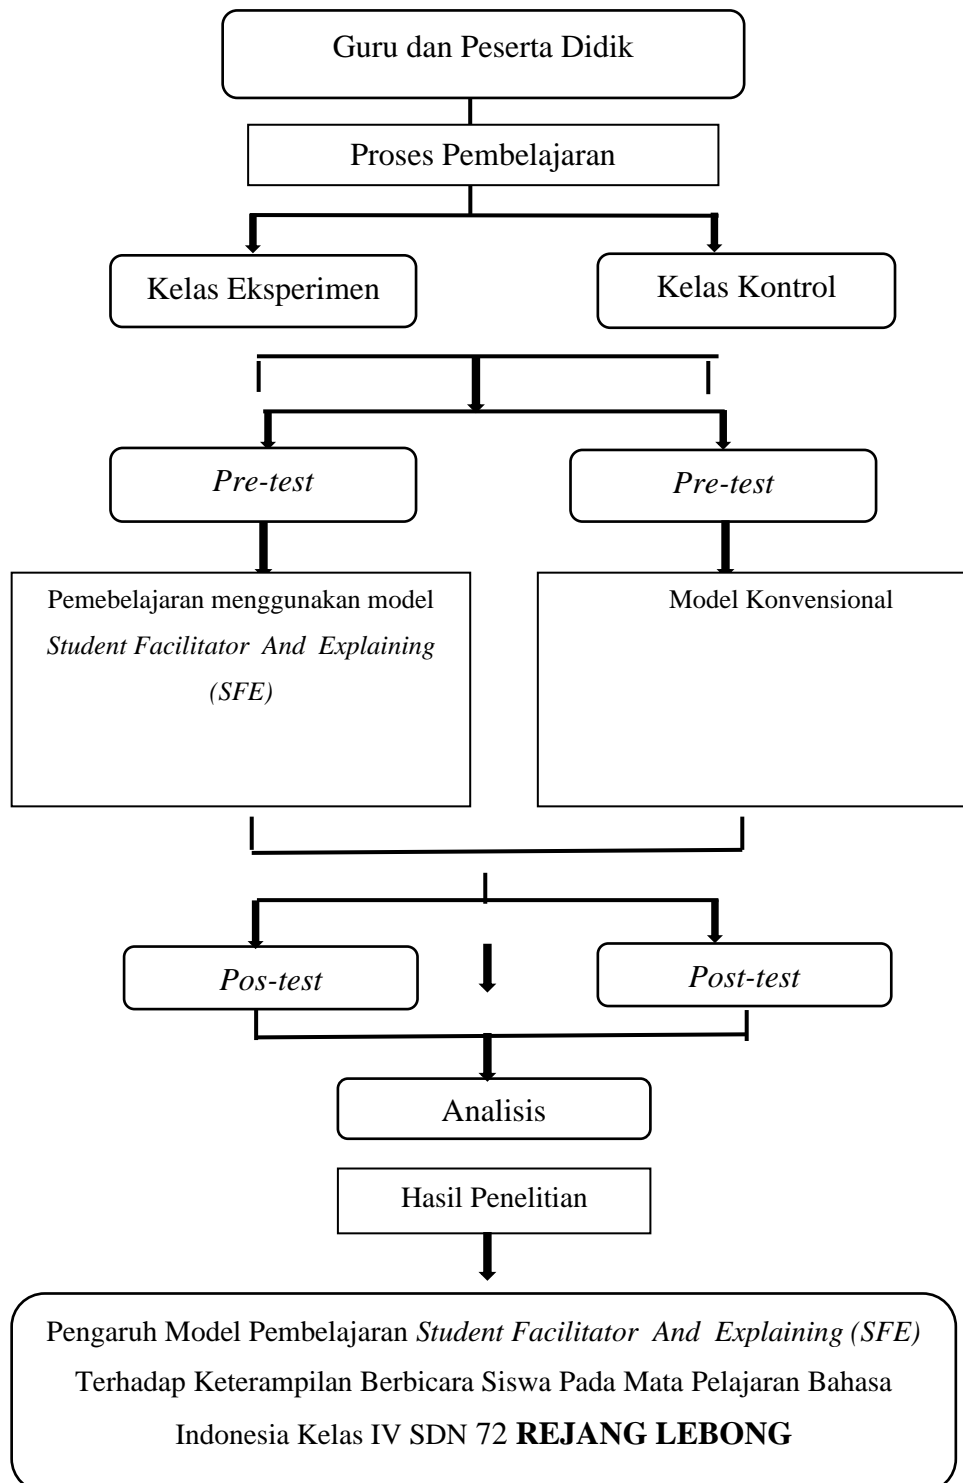 Guru dan Peserta Didik
Proses Pembelajaran
Kelas Eksperimen
Kelas Kontrol
Pre-test
Pre-test
Pemebelajaran menggunakan model
Student Facilitator And Explaining
(SFE)
Model Konvensional
Pos-test
Post-test
Analisis
Hasil Penelitian
Pengaruh Model Pembelajaran Student Facilitator And Explaining (SFE)
Terhadap Keterampilan Berbicara Siswa Pada Mata Pelajaran Bahasa
Indonesia Kelas IV SDN 72 REJANG LEBONG